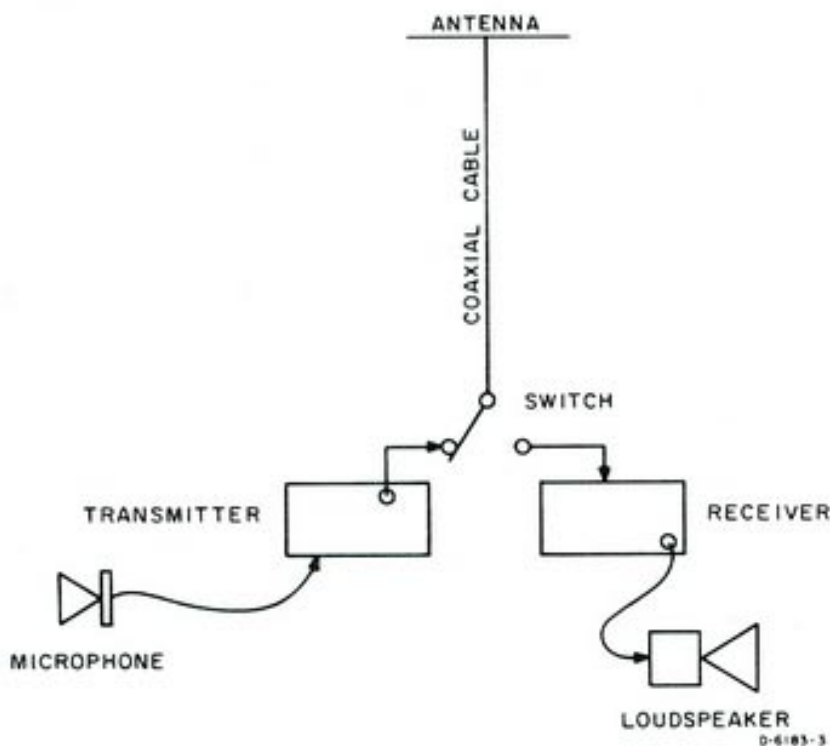 ANTENNA
COAXIAL CABLE
SWITCH
TRANSMITTER
RECEIVER
MICROPHONE
LOUDSPEAKER
D-6183-3